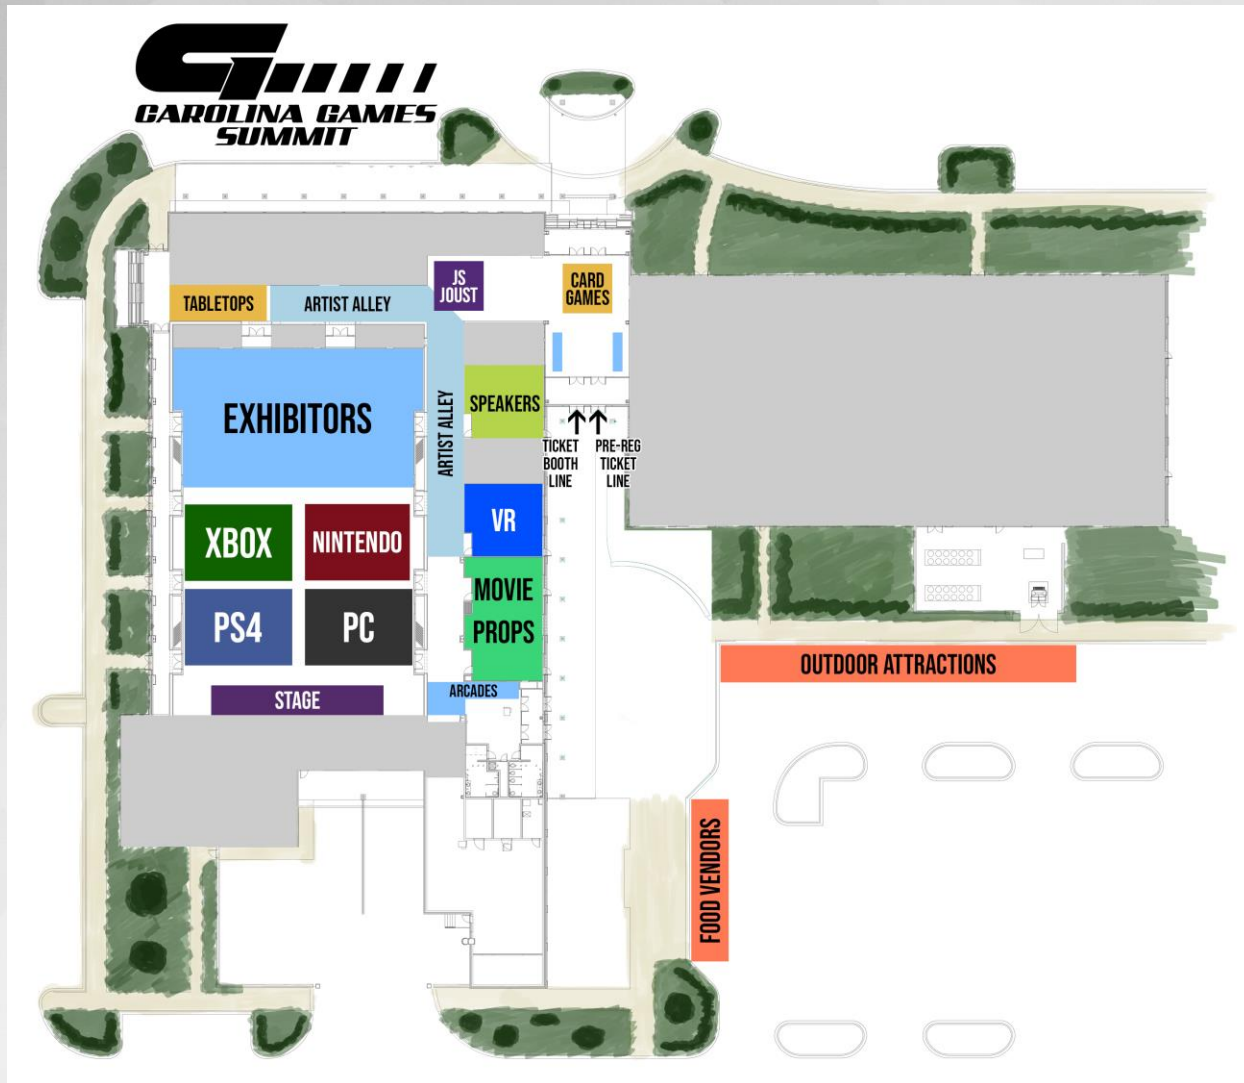 CAROLINA GAMES
SUMMIT
JS
JOUST
CARD
GAMES
TABLETOPS
ARTIST ALLEY
EXHIBITORS
ARTIST ALLEY
SPEAKERS
TICKET
BOOTH
LINE
PRE-REG
TICKET
LINE
XBOX
NINTENDO
VR
PS4
PC
MOVIE
PROPS
STAGE
ARCADES
OUTDOOR ATTRACTIONS
FOOD VENDORS